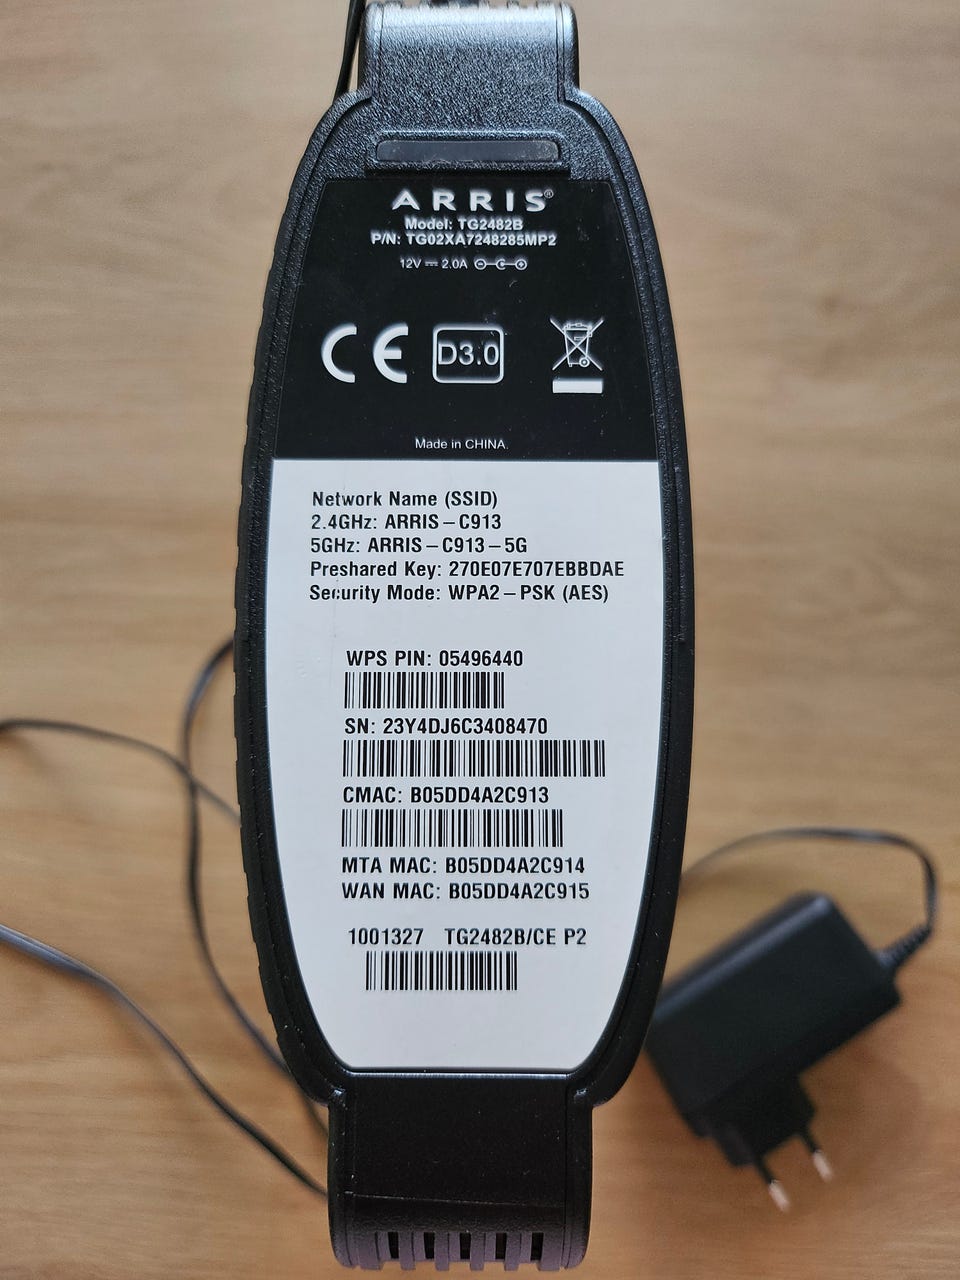 ARRIS®
Model: TG2482B
P/N: TG02XA7248285MP2
12V ⎓ 2.0A
CE D3.0
Made in CHINA.
Network Name (SSID)
2.4GHz: ARRIS–C913
5GHz: ARRIS–C913–5G
Preshared Key: 270E07E707EBBDAE
Security Mode: WPA2–PSK (AES)
WPS PIN: 05496440
SN: 23Y4DJ6C3408470
CMAC: B05DD4A2C913
MTA MAC: B05DD4A2C914
WAN MAC: B05DD4A2C915
1001327 TG2482B/CE P2